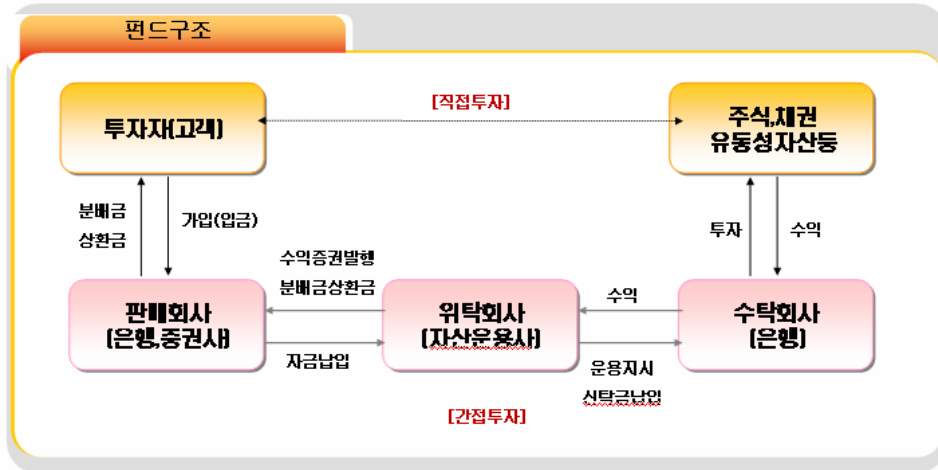 펀드구조
[직접투자]
투자자(고객)
주식,채권
유동성자산등
분배금
상환금
가입(입금)
투자
수익
수익증권발행
분배금상환금
수익
판매회사
(은행,증권사)
위탁회사
(자산운용사)
수탁회사
(은행)
자금납입
운용지시
신탁금납입
[간접투자]